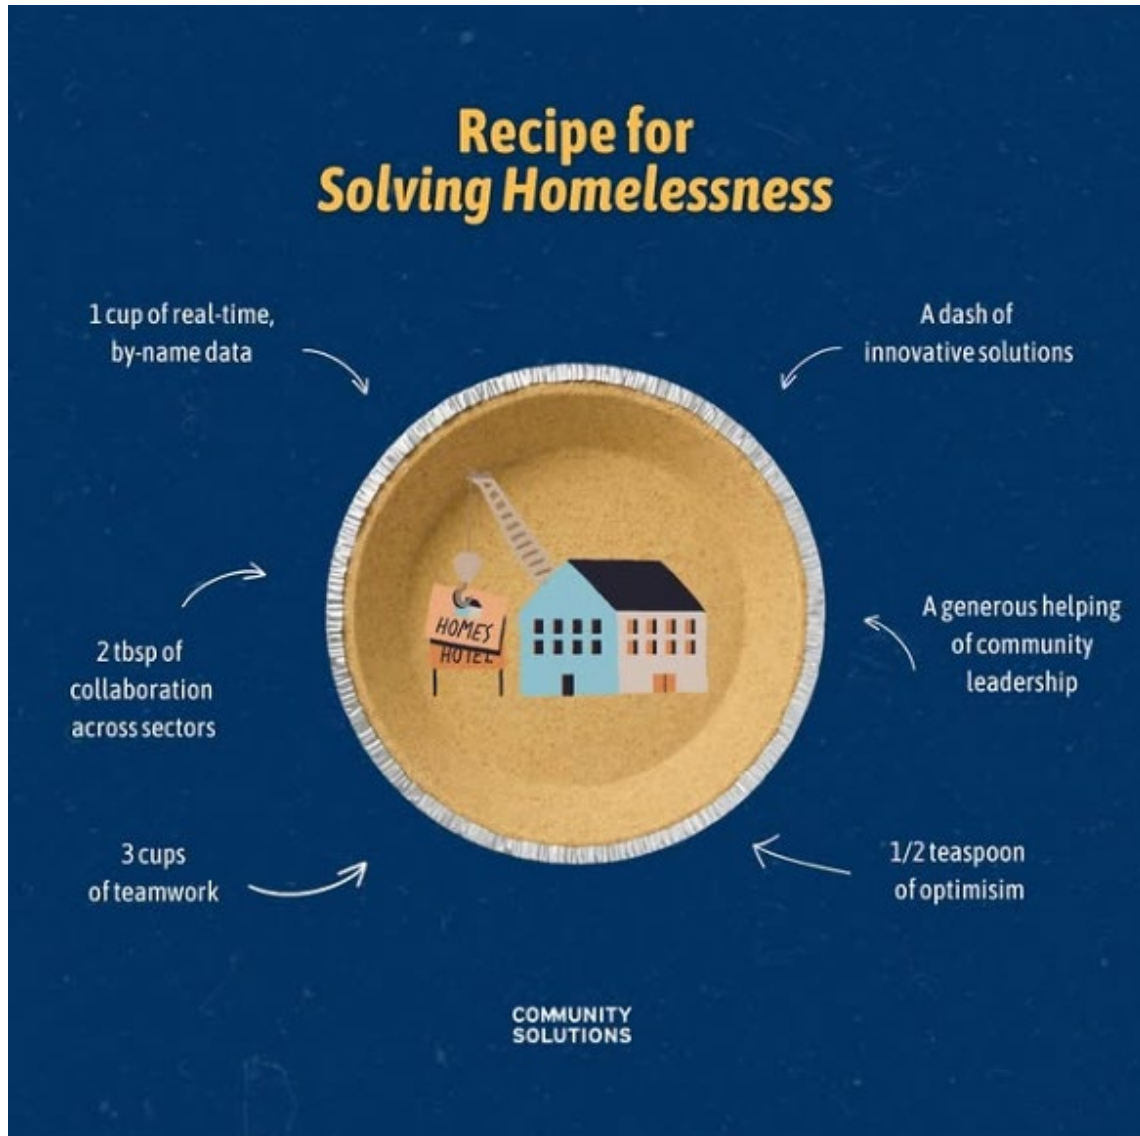 Recipe for
Solving Homelessness
1 cup of real-time,
by-name data
A dash of
innovative solutions
2 tbsp of
collaboration
across sectors
A generous helping
of community
leadership
3 cups
of teamwork
1/2 teaspoon
of optimisim
HOMES
HOTEL
COMMUNITY
SOLUTIONS